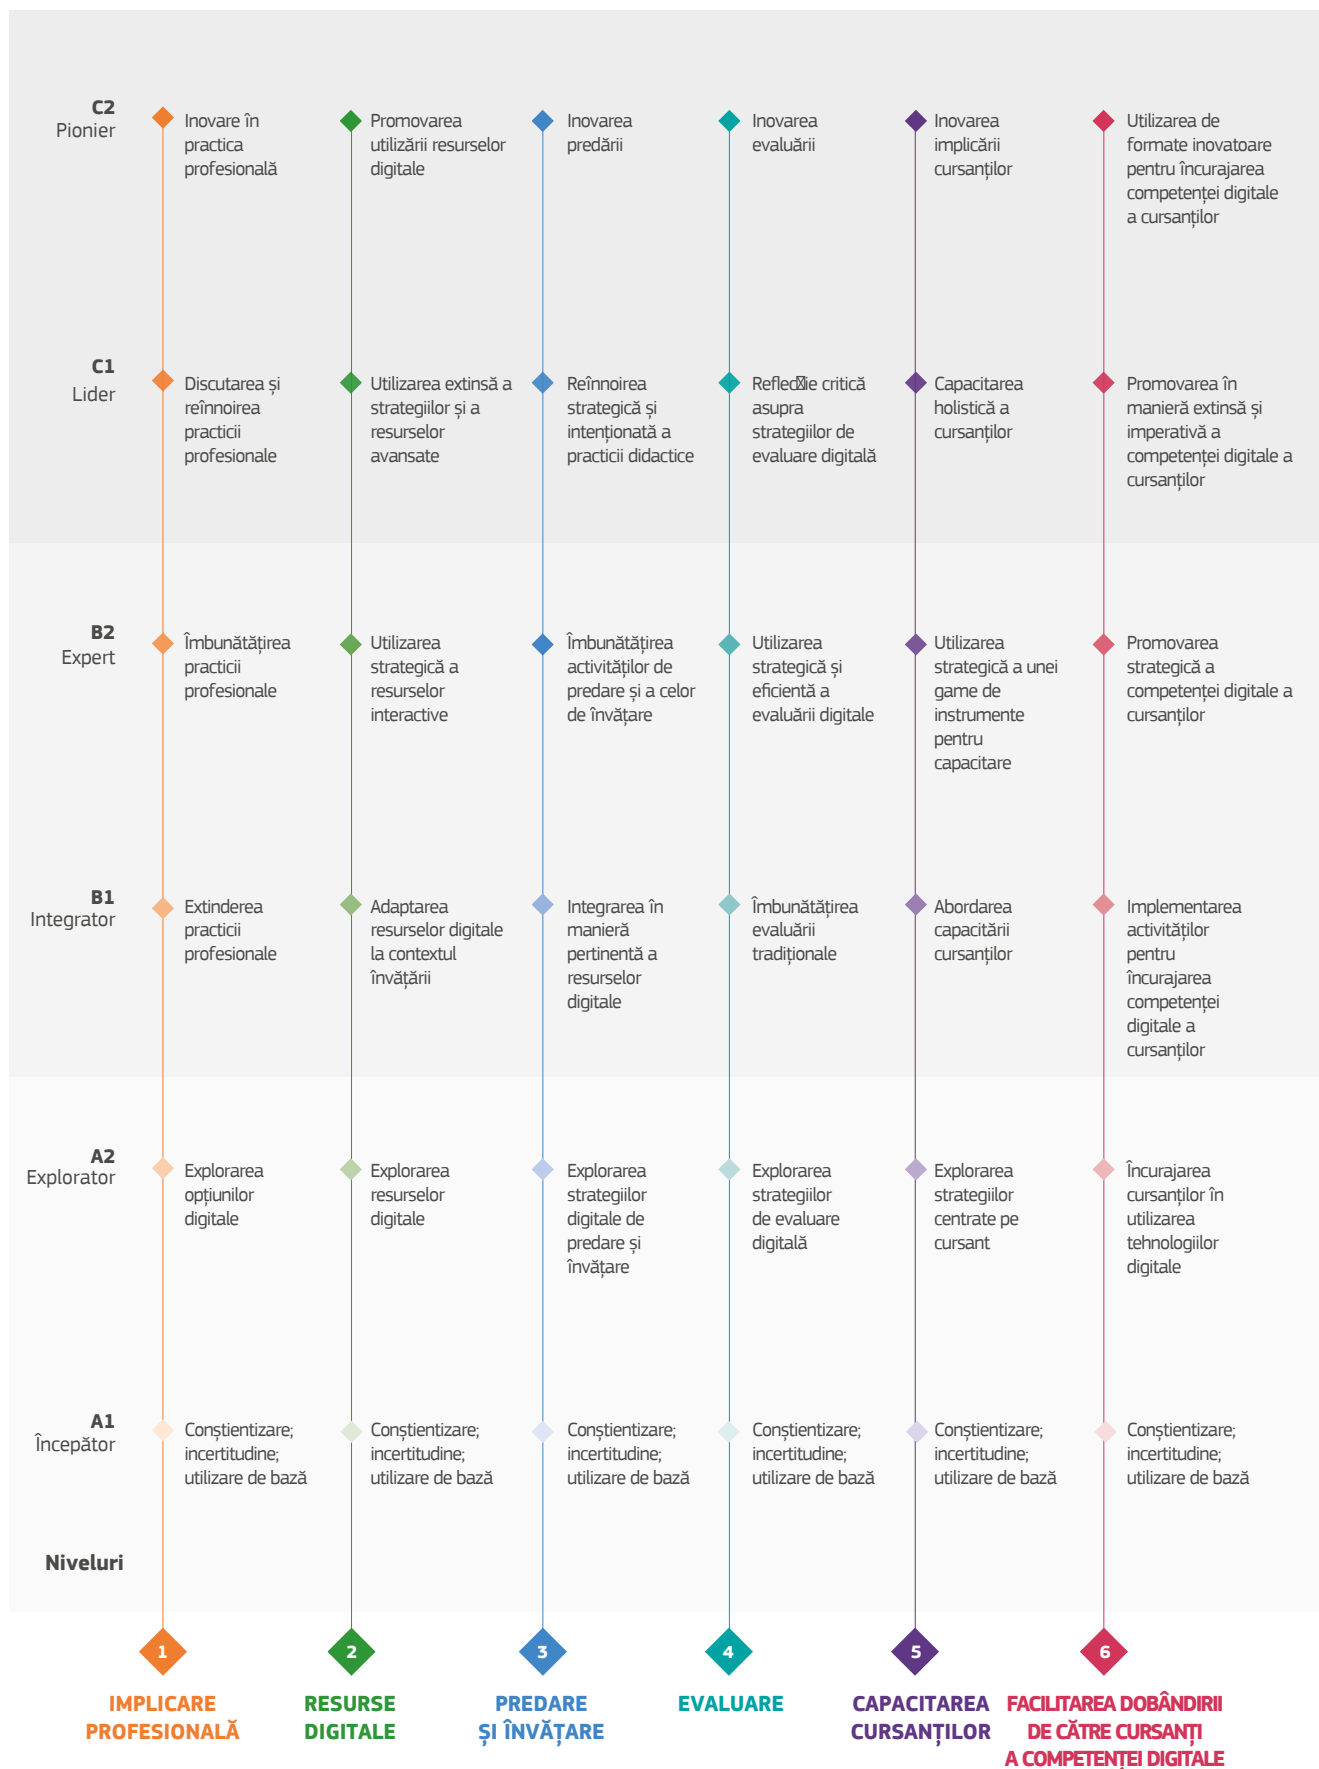 C2
Pionier
Inovare în
practica
profesională
Promovarea
utilizării resurselor
digitale
Inovarea
predării
Inovarea
evaluării
Inovarea
implicării
cursanților
Utilizarea de
formate inovatoare
pentru încurajarea
competenței digitale
a cursanților
C1
Lider
Discutarea și
reînnoirea
practicii
profesionale
Utilizarea extinsă a
strategiilor și a
resurselor
avansate
Reînnoirea
strategică și
intenționată a
practicii didactice
critică
asupra
strategiilor de
evaluare digitală
Capacitarea
holistică a
cursanților
Promovarea în
manieră extinsă și
imperativă a
competenței digitale a
cursanților
B2
Expert
Îmbunătățirea
practicii
profesionale
Utilizarea
strategică a
resurselor
interactive
Îmbunătățirea
activităților de
predare și a celor
de învățare
Utilizarea
strategică și
eficientă a
evaluării digitale
Utilizarea
strategică a unei
game de
instrumente
pentru
capacitare
Promovarea
strategică a
competenței digitale a
cursanților
B1
Integrator
Extinderea
practicii
profesionale
Adaptarea
resurselor digitale
la contextul
învățării
Integrarea în
manieră
pertinentă a
resurselor
digitale
Îmbunătățirea
evaluării
tradiționale
Abordarea
capacitării
cursanților
Implementarea
activităților
pentru
încurajarea
competenței
digitale a
cursanților
A2
Explorator
Explorarea
opțiunilor
digitale
Explorarea
resurselor
digitale
Explorarea
strategiilor
digitale de
predare și
învățare
Explorarea
strategiilor
de evaluare
digitală
Explorarea
strategiilor
centrate pe
cursant
Încurajarea
cursanților în
utilizarea
tehnologiilor
digitale
A1
Începător
Conștientizare;
incertitudine;
utilizare de bază
Conștientizare;
incertitudine;
utilizare de bază
Conștientizare;
incertitudine;
utilizare de bază
Conștientizare;
incertitudine;
utilizare de bază
Conștientizare;
incertitudine;
utilizare de bază
Conștientizare;
incertitudine;
utilizare de bază
Niveluri
1
IMPLICARE
PROFESIONALĂ
2
RESURSE
DIGITALE
3
PREDARE
ȘI ÎNVĂȚARE
4
EVALUARE
5
CAPACITAREA
CURSANȚILOR
6
FACILITAREA DOBÂNDIRII
DE CĂTRE CURSANȚI
A COMPETENȚEI DIGITALE